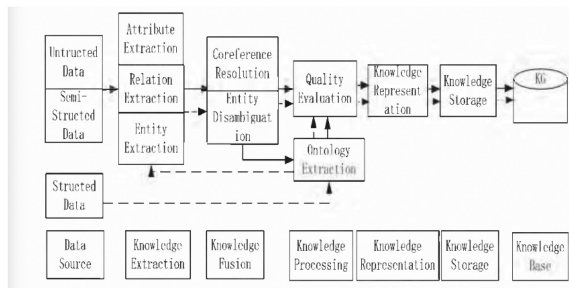 Untructed
Data
Semi-
Structed
Data
Attribute
Extraction
Relation
Extraction
Entity
Extraction
Coreference
Resolution
Entity
Disambiguat
ion
Quality
Evaluation
Ontology
Extraction
Knowledge
Represent
ation
Knowledge
Storage
KG
Structed
Data
Data
Source
Knowledge
Extraction
Knowledge
Fusion
Knowledge
Processing
Knowledge
Representation
Knowledge
Storage
Knowledge
Base